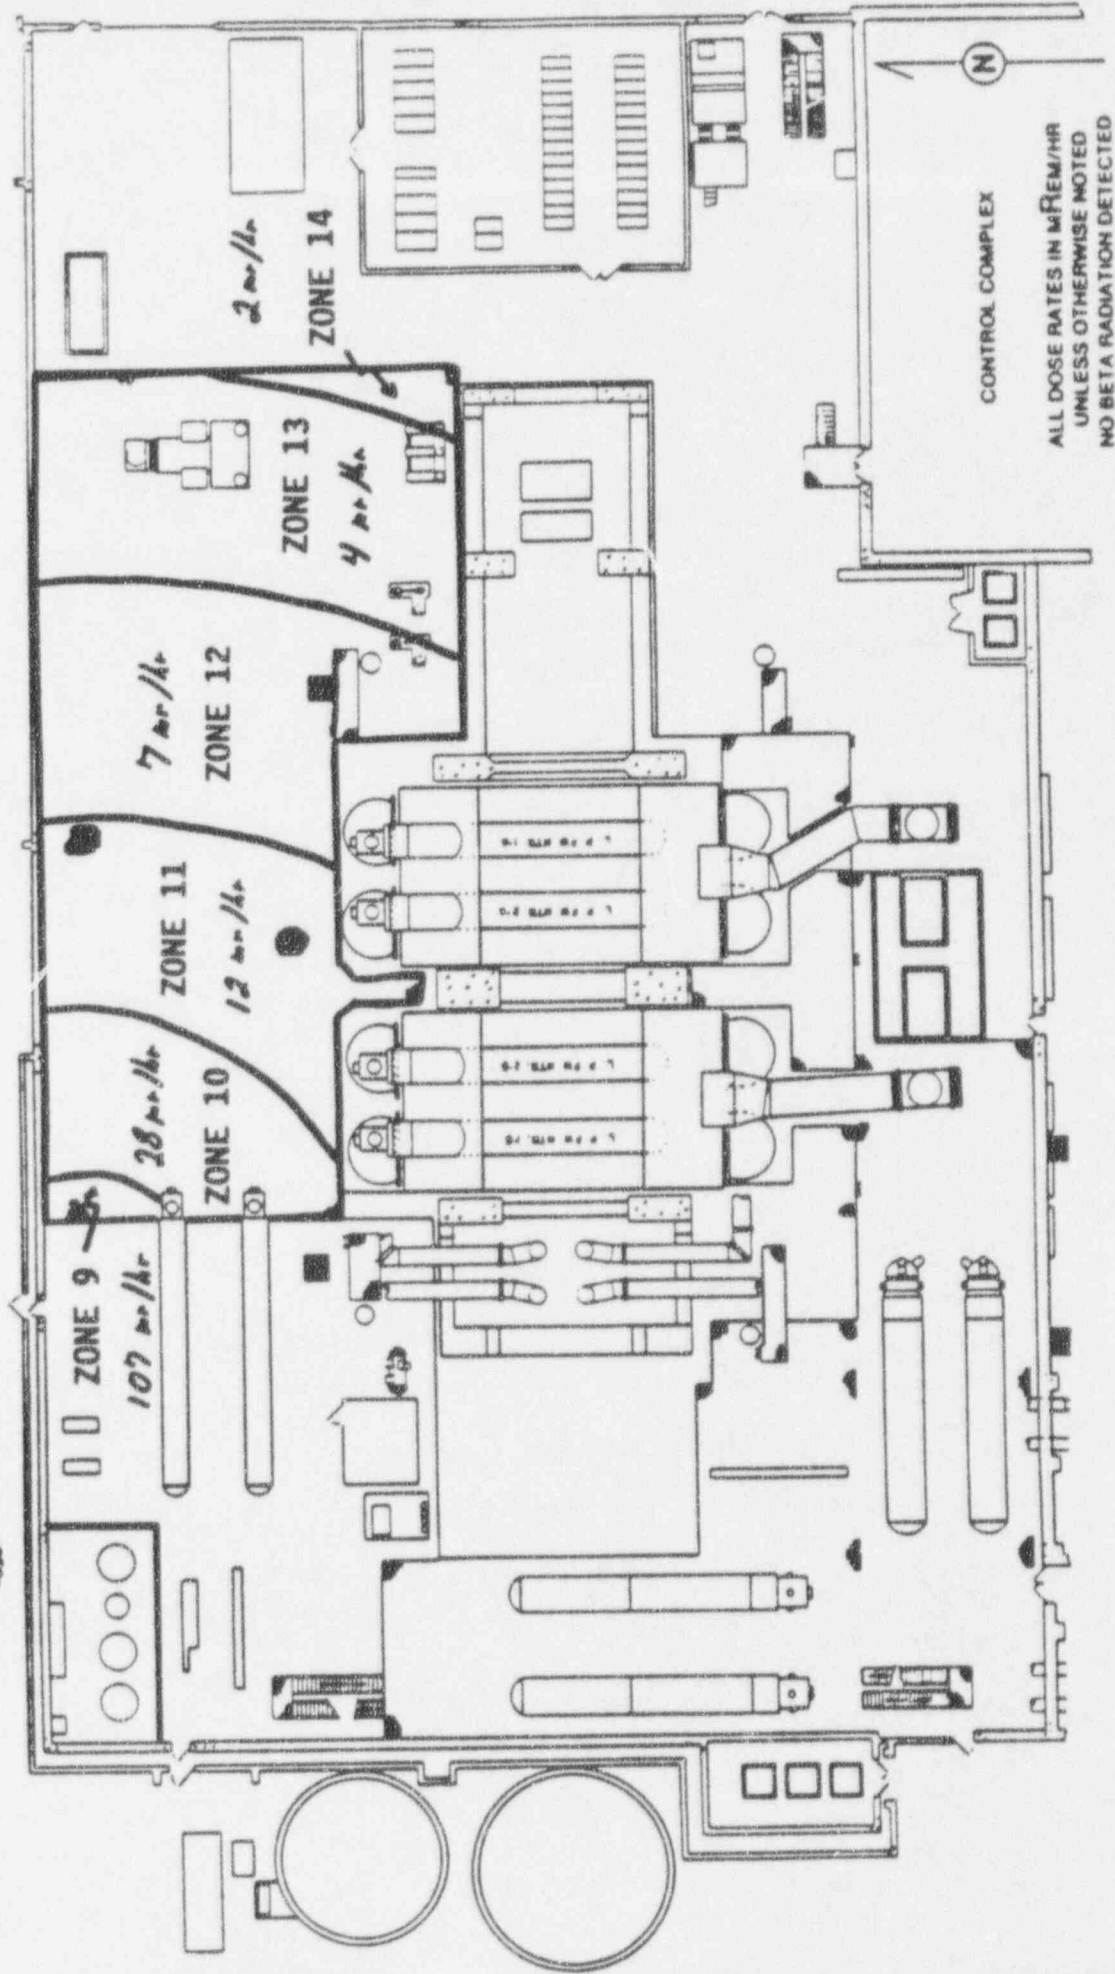 ZONE 9
107 mr/hr
28 mr/hr
ZONE 10
ZONE 11
12 mr/hr
7 mr/hr
ZONE 12
ZONE 13
4 mr/hr
2 mr/hr
ZONE 14
N
CONTROL COMPLEX
ALL DOSE RATES IN MREM/HR
UNLESS OTHERWISE NOTED
NO BETA RADIATION DETECTED